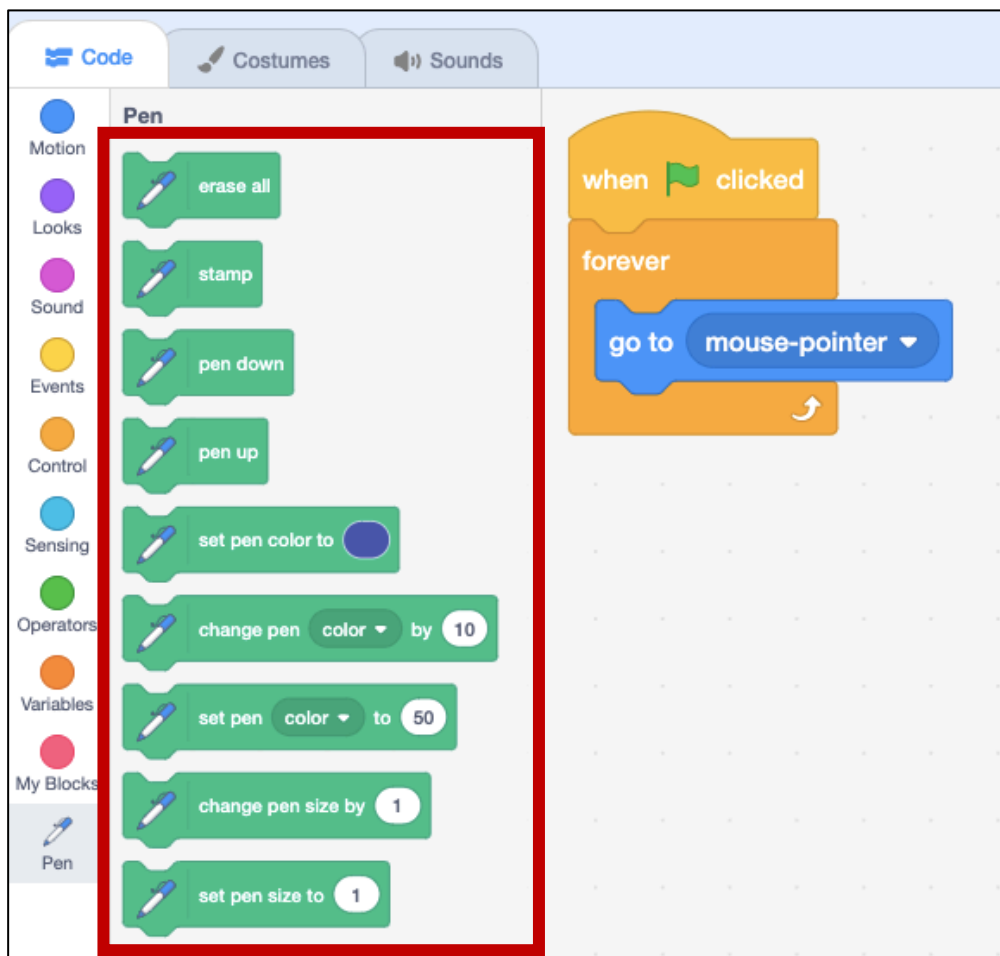 Code
Costumes
Sounds
Motion
Looks
Sound
Events
Control
Sensing
Operators
Variables
My Blocks
Pen
Pen
erase all
stamp
pen down
pen up
set pen color to
change pen color by 10
set pen color to 50
change pen size by 1
set pen size to 1
when clicked
forever
go to mouse-pointer